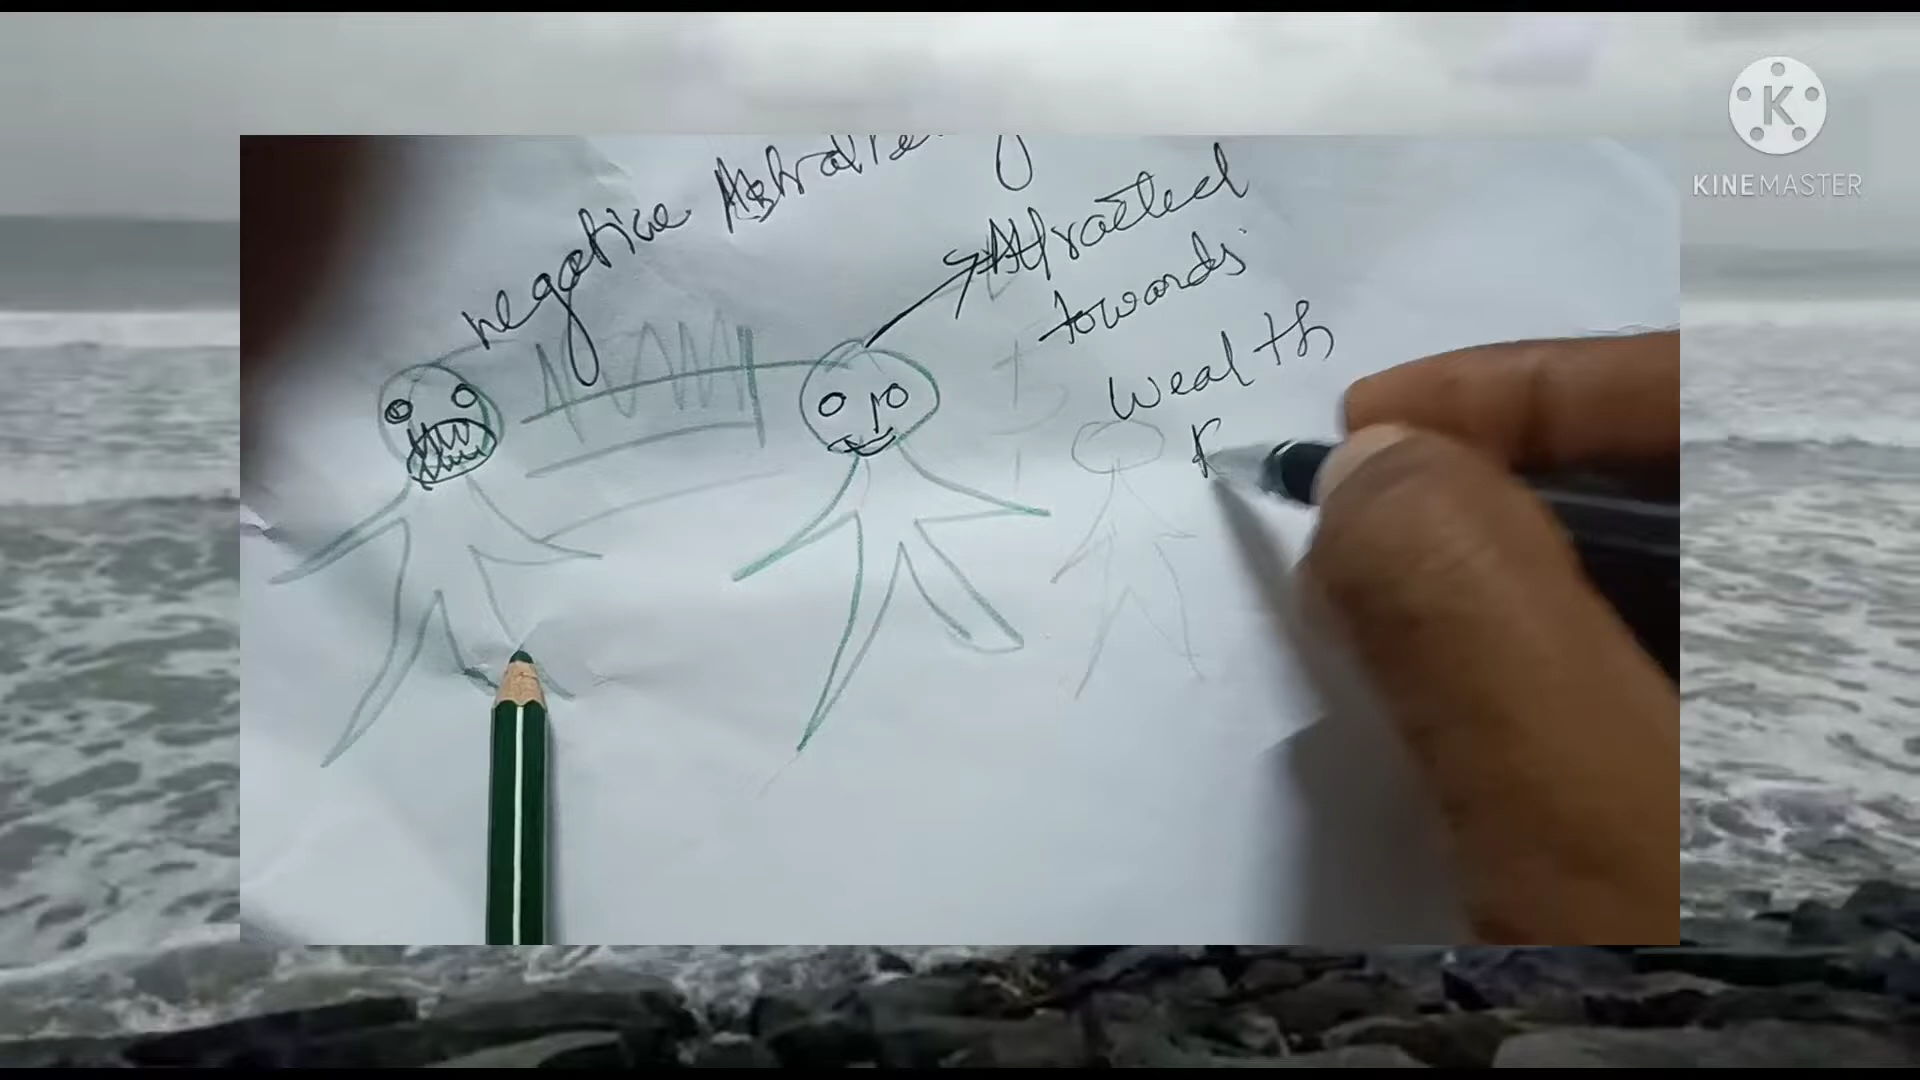 negative
Attracted
towards
wealth
K
KINEMASTER